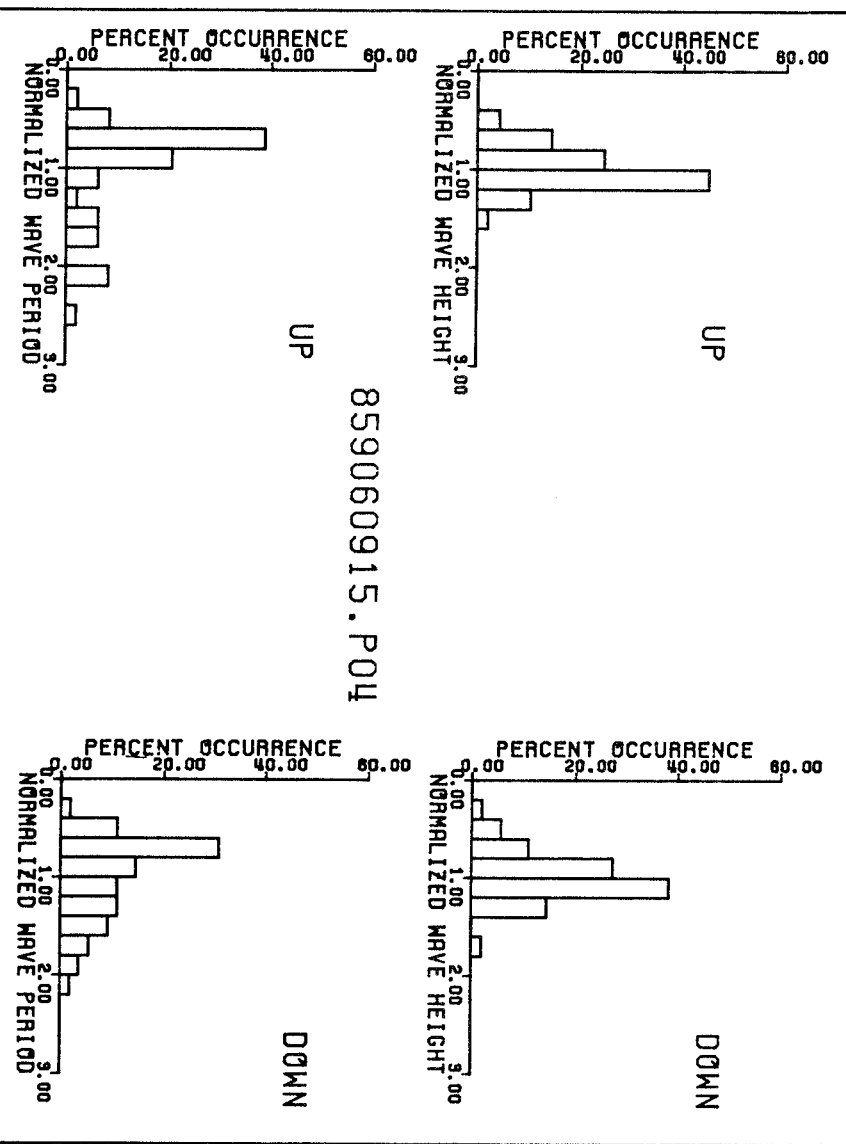 PERCENT OCCURRENCE
0.00 20.00 40.00 60.00
NORMALIZED WAVE PERIOD
0.00 1.00 2.00 3.00
UP
PERCENT OCCURRENCE
0.00 20.00 40.00 60.00
NORMALIZED WAVE HEIGHT
0.00 1.00 2.00 3.00
UP
859060915.P04
PERCENT OCCURRENCE
0.00 20.00 40.00 60.00
NORMALIZED WAVE PERIOD
0.00 1.00 2.00 3.00
DOWN
PERCENT OCCURRENCE
0.00 20.00 40.00 60.00
NORMALIZED WAVE HEIGHT
0.00 1.00 2.00 3.00
DOWN